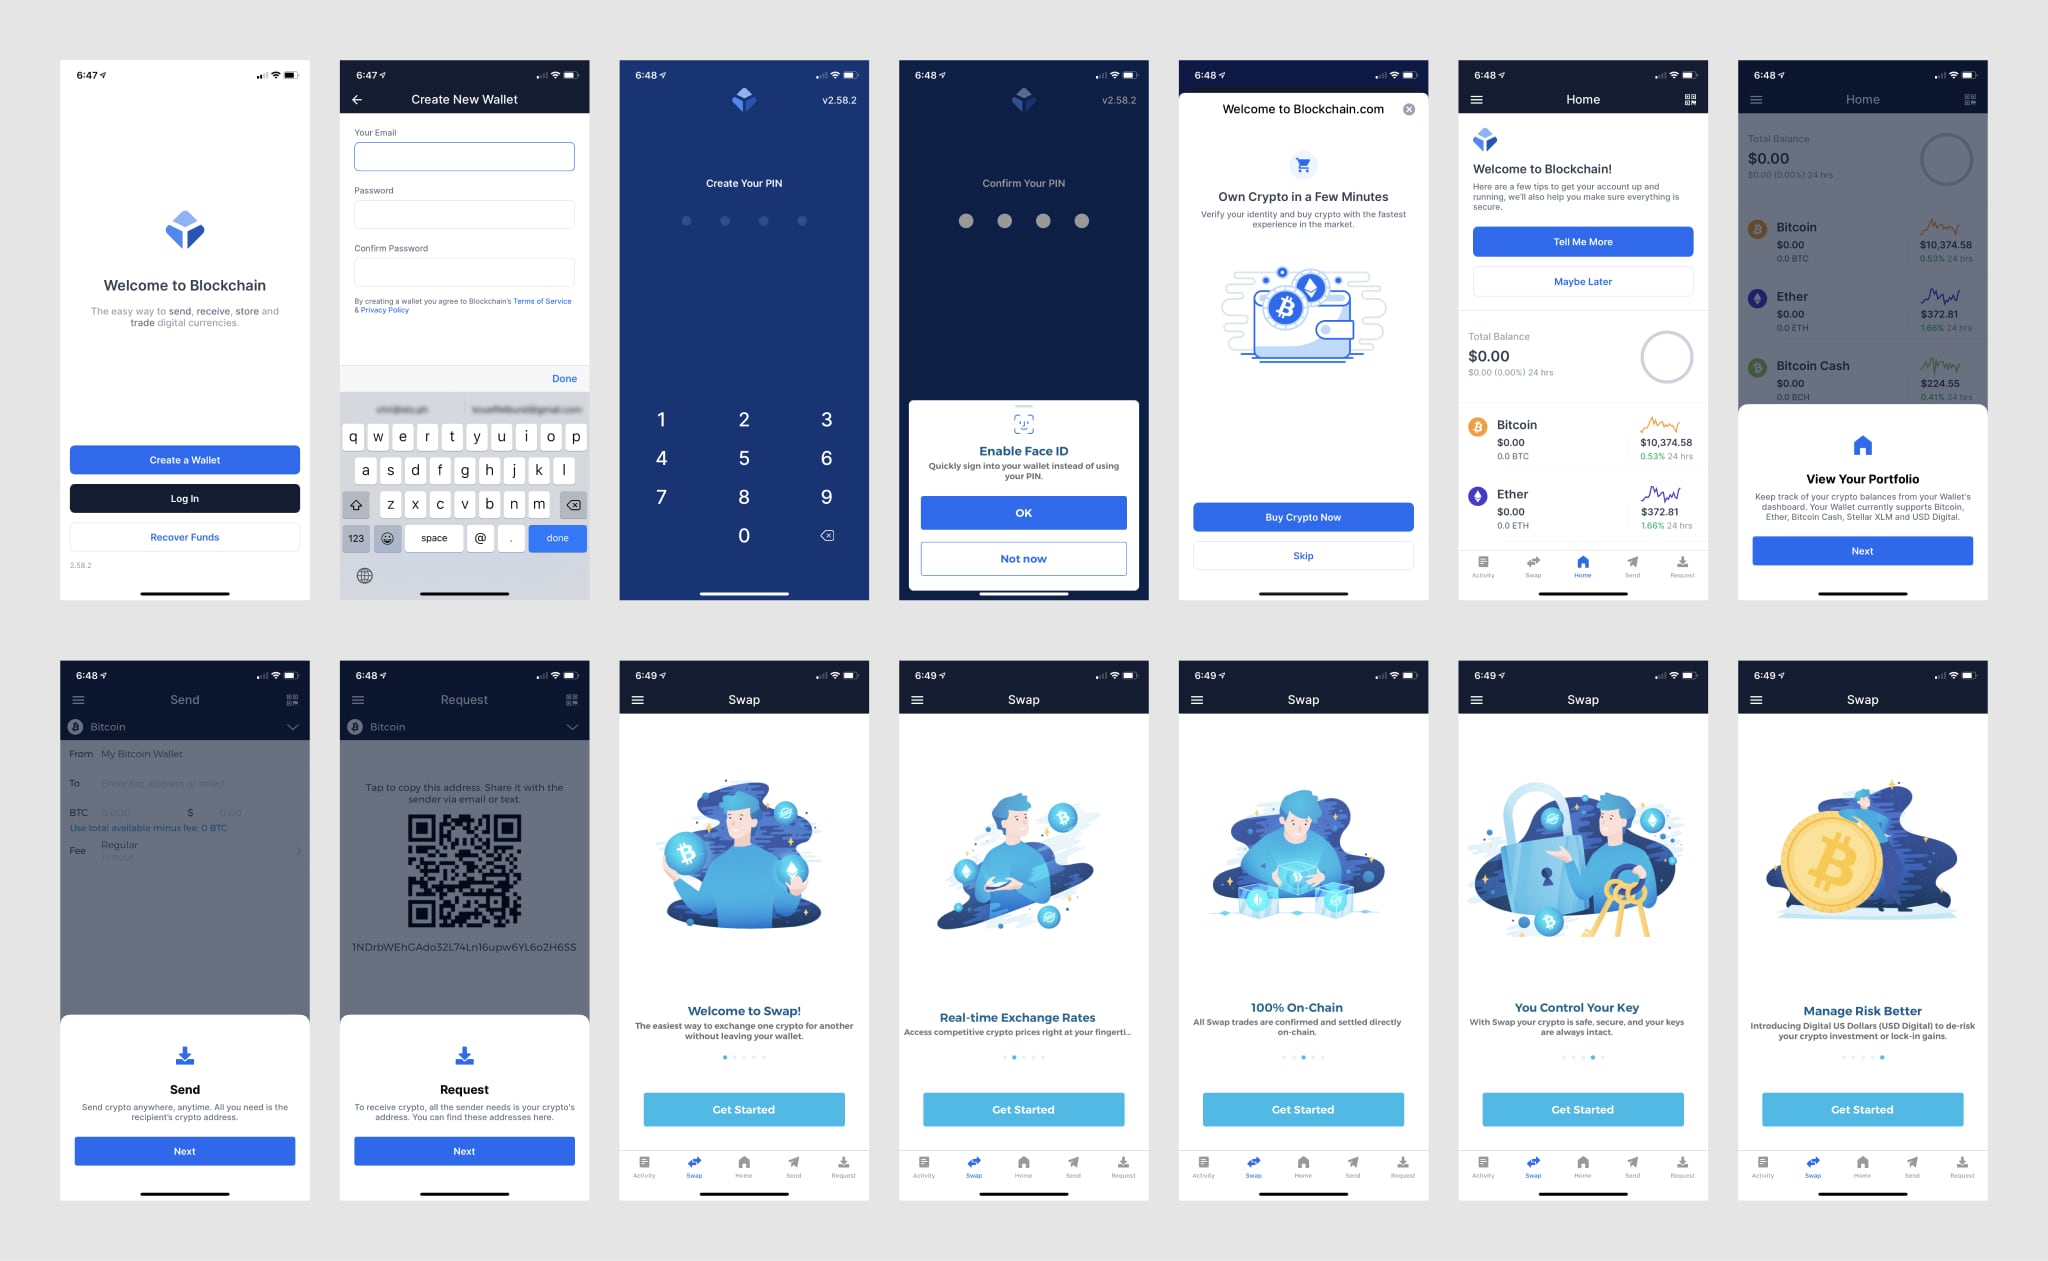 6:47
Welcome to Blockchain
The easy way to send, receive, store and
trade digital currencies.
Create a Wallet
Log In
Recover Funds
2.58.2
6:47
Create New Wallet
Your Email
Password
Confirm Password
By creating a wallet you agree to Blockchain's Terms of Service
& Privacy Policy
Done
q w e r t y u i o p
a s d f g h j k l
z x c v b n m
123 space @ . done
6:48
v2.58.2
Create Your PIN
1 2 3
4 5 6
7 8 9
0
6:48
v2.58.2
Confirm Your PIN
Enable Face ID
Quickly sign into your wallet instead of using
your PIN.
OK
Not now
6:48
Welcome to Blockchain.com
Own Crypto in a Few Minutes
Verify your identity and buy crypto with the fastest
experience in the market.
Buy Crypto Now
Skip
6:48
Home
Welcome to Blockchain!
Here are a few tips to get your account up and
running, we'll also help you make sure everything is
secure.
Tell Me More
Maybe Later
Total Balance
$0.00
$0.00 (0.00%) 24 hrs
Bitcoin
$0.00 $10,374.58
0.0 BTC 0.53% 24 hrs
Ether
$0.00 $372.81
0.0 ETH 1.66% 24 hrs
Activity Swap Home Send Request
6:48
Home
Total Balance
$0.00
$0.00 (0.00%) 24 hrs
Bitcoin
$0.00 $10,374.58
0.0 BTC 0.53% 24 hrs
Ether
$0.00 $372.81
0.0 ETH 1.66% 24 hrs
Bitcoin Cash
$0.00 $224.55
0.0 BCH 0.41% 24 hrs
View Your Portfolio
Keep track of your crypto balances from your Wallet's
dashboard. Your Wallet currently supports Bitcoin,
Ether, Bitcoin Cash, Stellar XLM and USD Digital.
Next
6:48
Send
Bitcoin
From My Bitcoin Wallet
To Enter btc address or select
BTC 0.000 $ 0.00
Use total available minus fee: 0 BTC
Fee Regular
1+ hour
Send
Send crypto anywhere, anytime. All you need is the
recipient's crypto address.
Next
6:48
Request
Bitcoin
Tap to copy this address. Share it with the
sender via email or text.
1NDrbWEhGAdo32L74Ln16upw6YL6o2H6SS
Request
To receive crypto, all the sender needs is your crypto's
address. You can find these addresses here.
Next
6:49
Swap
Welcome to Swap!
The easiest way to exchange one crypto for another
without leaving your wallet.
Get Started
Activity Swap Home Send Request
6:49
Swap
Real-time Exchange Rates
Access competitive crypto prices right at your fingerti...
Get Started
Activity Swap Home Send Request
6:49
Swap
100% On-Chain
All Swap trades are confirmed and settled directly
on-chain.
Get Started
Activity Swap Home Send Request
6:49
Swap
You Control Your Key
With Swap your crypto is safe, secure, and your keys
are always intact.
Get Started
Activity Swap Home Send Request
6:49
Swap
Manage Risk Better
Introducing Digital US Dollars (USD Digital) to de-risk
your crypto investment or lock-in gains.
Get Started
Activity Swap Home Send Request